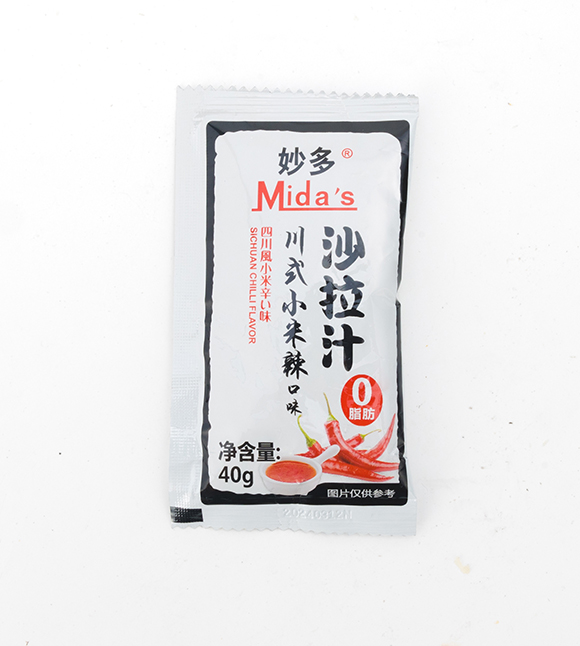 妙多®
Mida's
沙拉汁
川式小米辣口味
四川風小米辛い味
SICHUAN CHILLI FLAVOR
0
脂肪
净含量:
40g
图片仅供参考